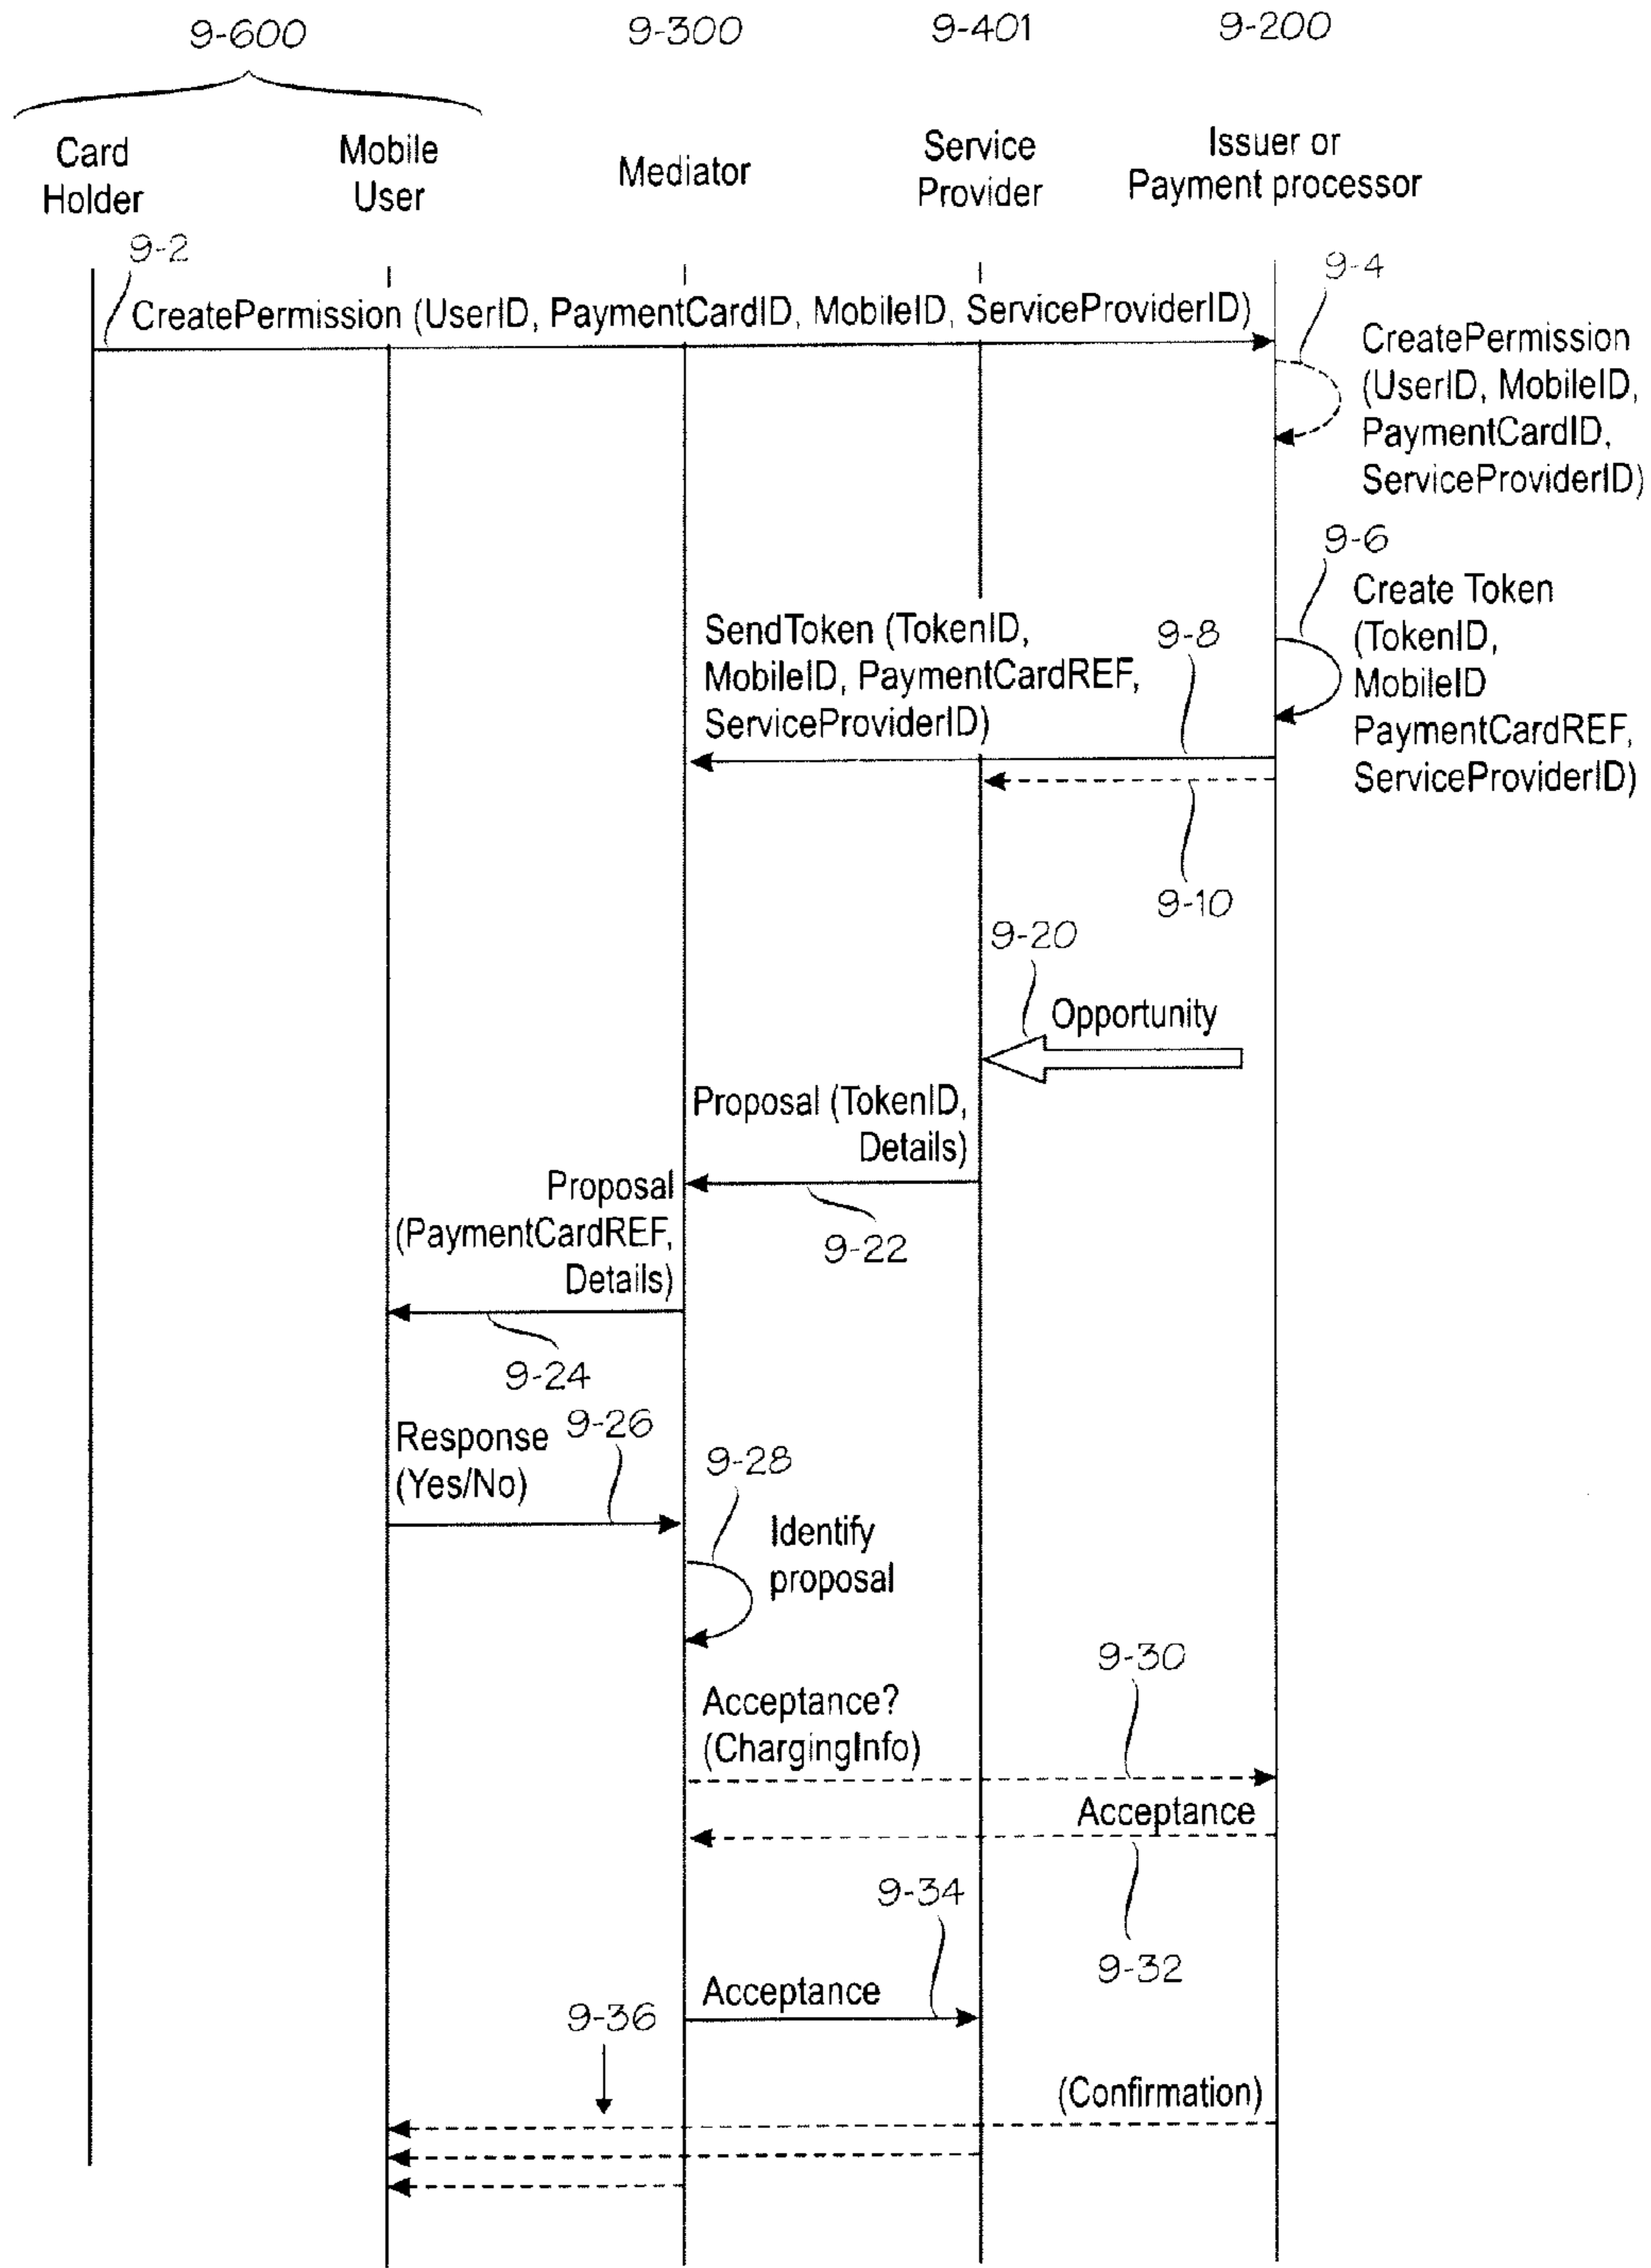 9-600
9-300
9-401
9-200
Card
Holder
Mobile
User
Mediator
Service
Provider
Issuer or
Payment processor
9-2
CreatePermission (UserID, PaymentCardID, MobileID, ServiceProviderID)
9-4
CreatePermission
(UserID, MobileID,
PaymentCardID,
ServiceProviderID)
9-6
Create Token
(TokenID,
MobileID
PaymentCardREF,
ServiceProviderID)
SendToken (TokenID,
MobileID, PaymentCardREF,
ServiceProviderID)
9-8
9-10
9-20
Opportunity
Proposal (TokenID,
Details)
9-22
Proposal
(PaymentCardREF,
Details)
9-24
Response
(Yes/No)
9-26
9-28
Identify
proposal
9-30
Acceptance?
(ChargingInfo)
Acceptance
9-32
9-34
Acceptance
9-36
(Confirmation)